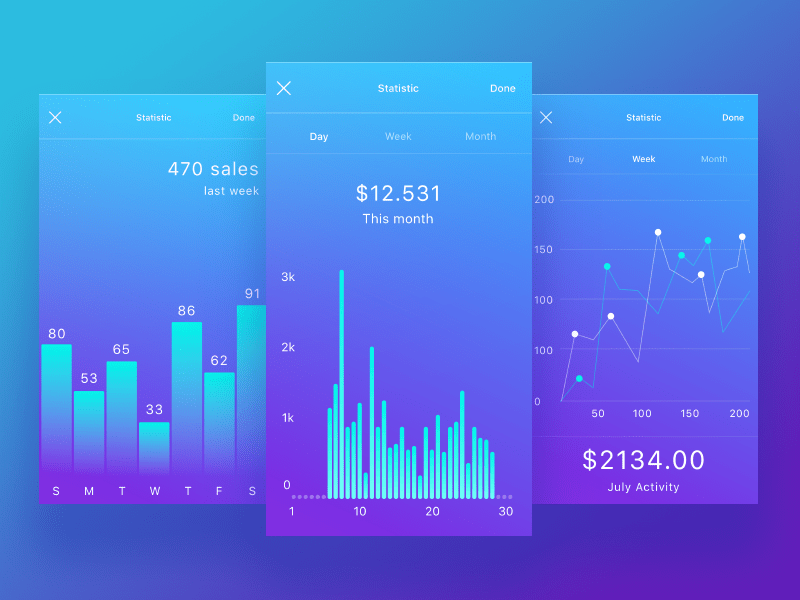 Statistic Done
470 sales
last week
80 53 65 33 86 62 91
S M T W T F S
Statistic Done
Day Week Month
$12.531
This month
3k
2k
1k
0
1 10 20 30
Statistic Done
Day Week Month
200
150
100
100
0
50 100 150 200
$2134.00
July Activity